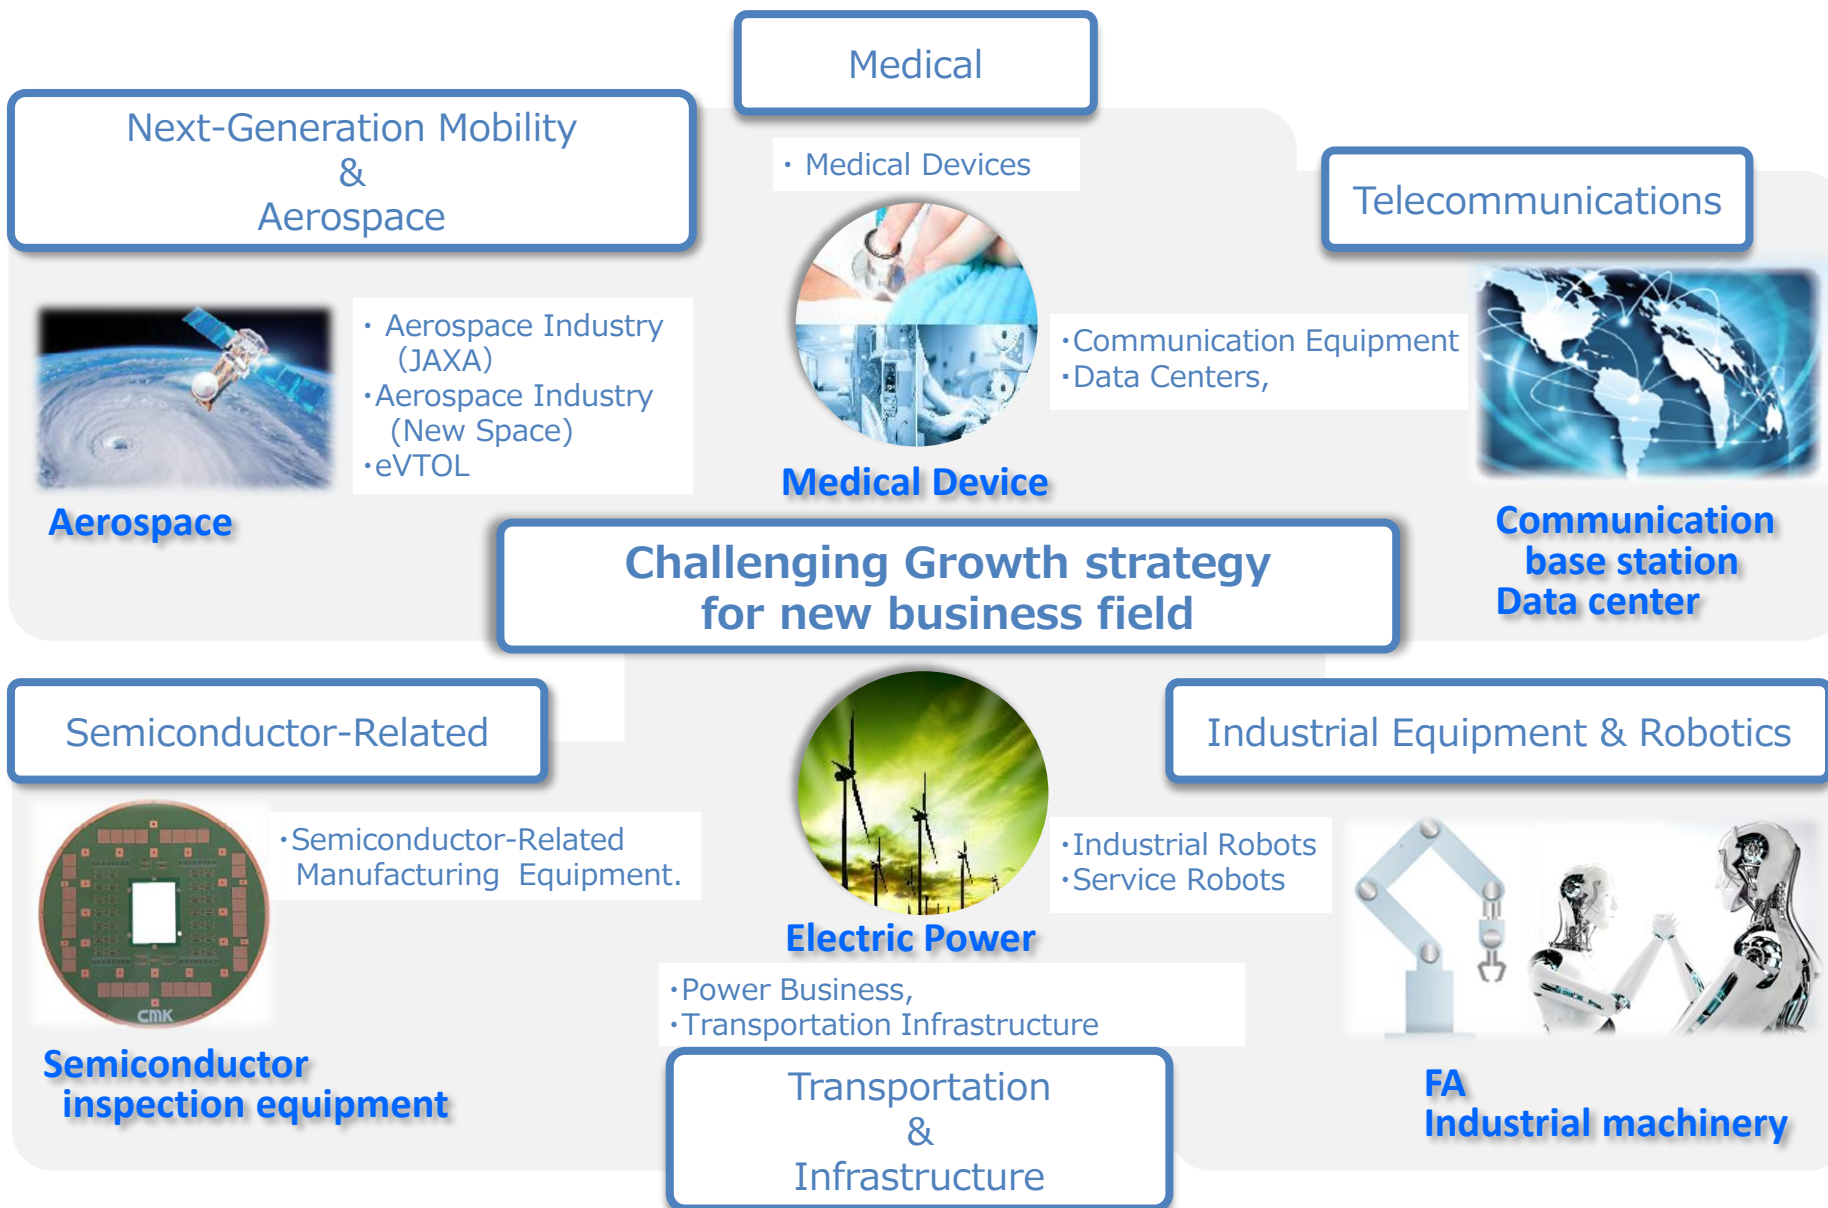 Medical
Next-Generation Mobility
&
Aerospace
・ Medical Devices
Telecommunications
・ Aerospace Industry
(JAXA)
・Aerospace Industry
(New Space)
・eVTOL
Aerospace
Medical Device
・Communication Equipment
・Data Centers,
Communication
base station
Data center
Challenging Growth strategy
for new business field
Semiconductor-Related
・Semiconductor-Related
Manufacturing Equipment.
CMK
Semiconductor
inspection equipment
Electric Power
・Power Business,
・Transportation Infrastructure
Transportation
&
Infrastructure
Industrial Equipment & Robotics
・Industrial Robots
・Service Robots
FA
Industrial machinery